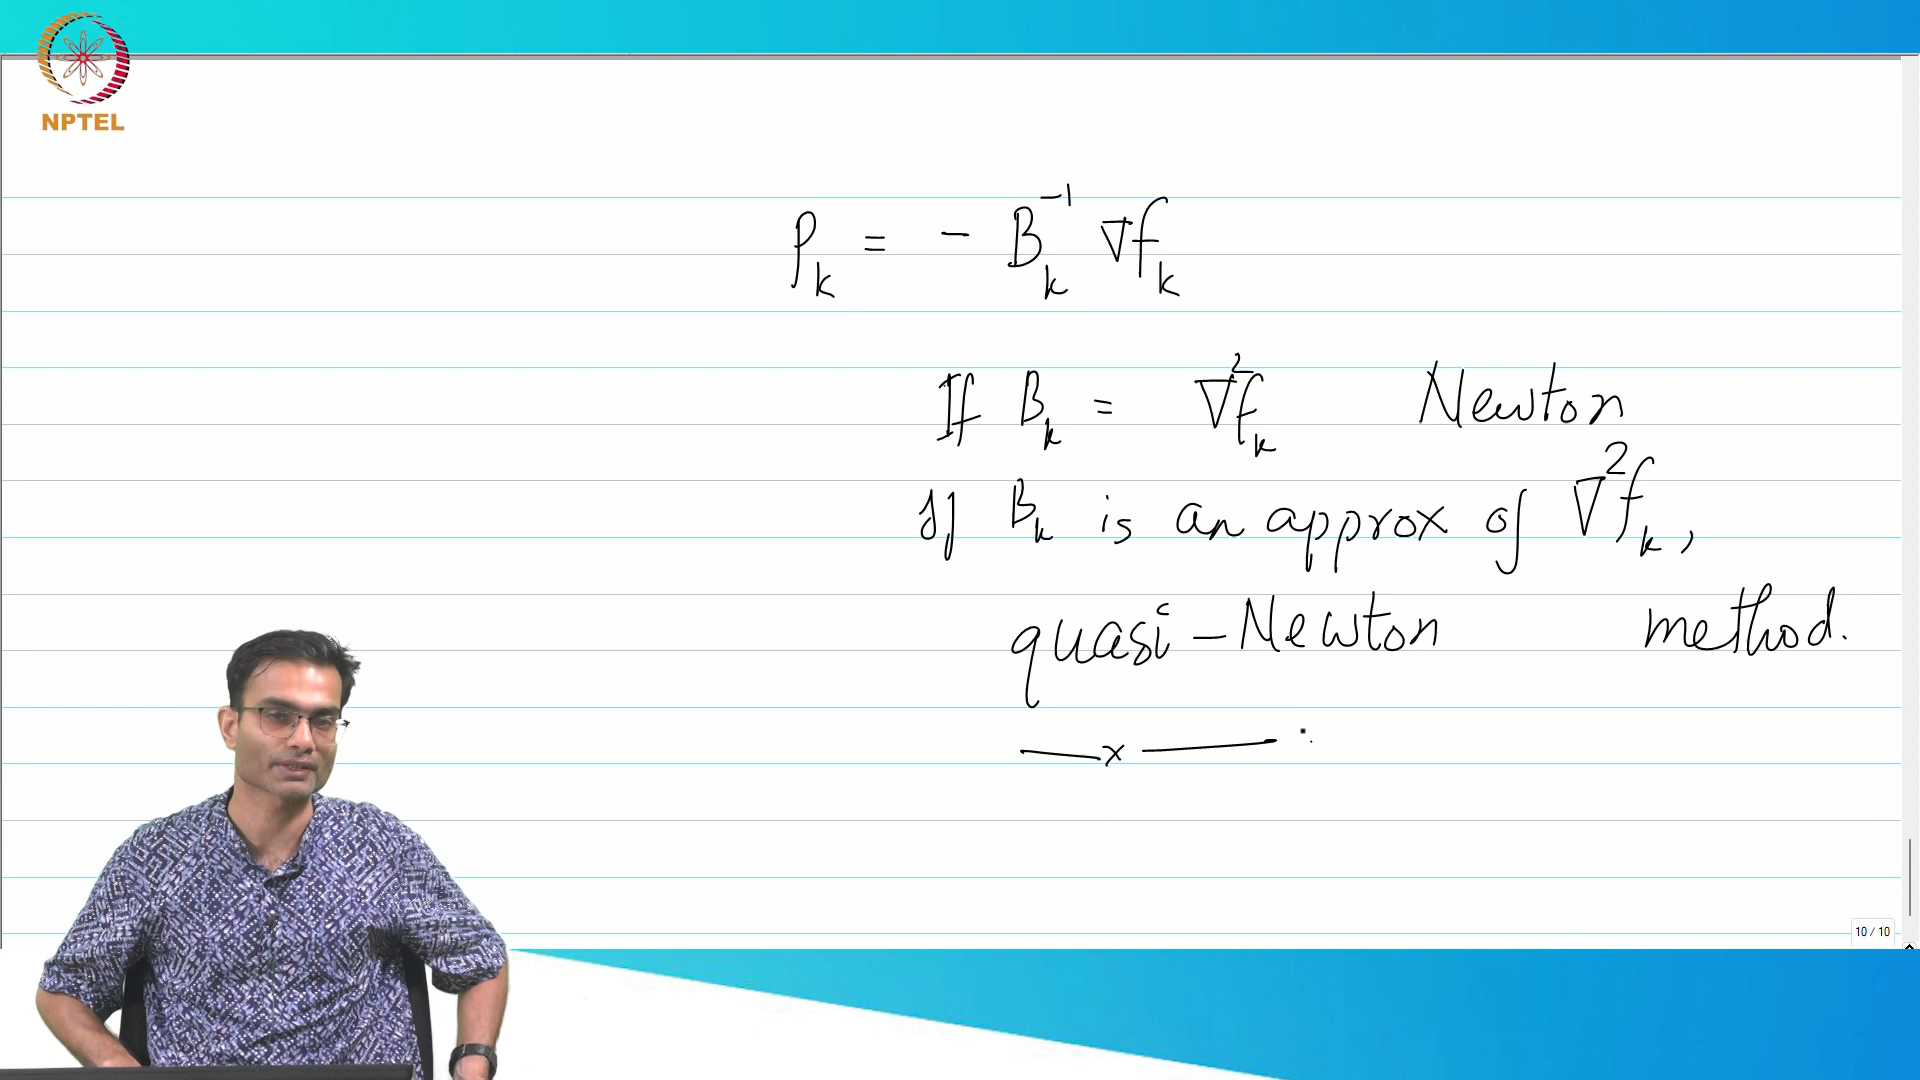 NPTEL
p_k = - B_k^{-1} ∇f_k
If B_k = ∇²f_k Newton
If B_k is an approx of ∇²f_k,
quasi-Newton method.
—x—
10 / 10